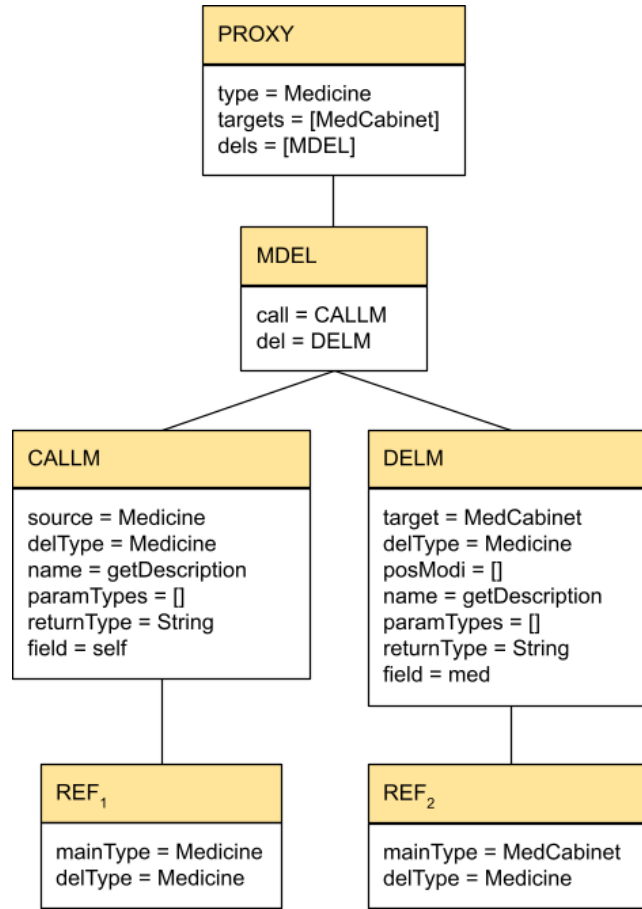 PROXY
type = Medicine
targets = [MedCabinet]
dels = [MDEL]
MDEL
call = CALLM
del = DELM
CALLM
source = Medicine
delType = Medicine
name = getDescription
paramTypes = []
returnType = String
field = self
DELM
target = MedCabinet
delType = Medicine
posModi = []
name = getDescription
paramTypes = []
returnType = String
field = med
REF₁
mainType = Medicine
delType = Medicine
REF₂
mainType = MedCabinet
delType = Medicine